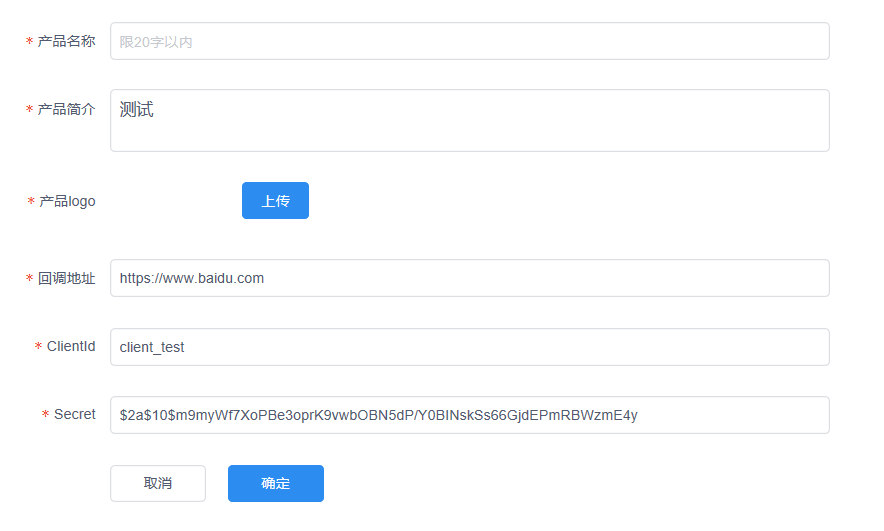 * 产品名称
限20字以内
* 产品简介
测试
* 产品logo
上传
* 回调地址
https://www.baidu.com
* ClientId
client_test
* Secret
$2a$10$m9myWf7XoPBe3oprK9vwbOBN5dP/Y0BINskSs66GjdEPmRBWzmE4y
取消
确定